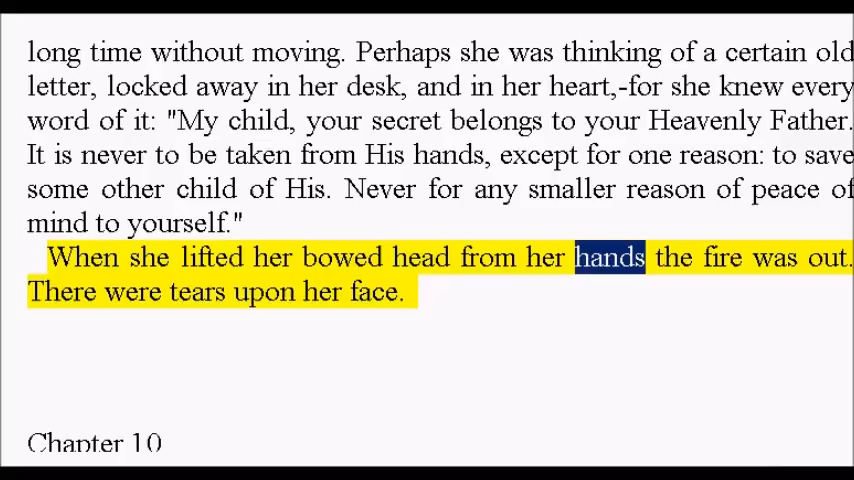 long time without moving. Perhaps she was thinking of a certain old
letter, locked away in her desk, and in her heart,-for she knew every
word of it: "My child, your secret belongs to your Heavenly Father.
It is never to be taken from His hands, except for one reason: to save
some other child of His. Never for any smaller reason of peace of
mind to yourself."
When she lifted her bowed head from her hands the fire was out.
There were tears upon her face.
Chapter 10